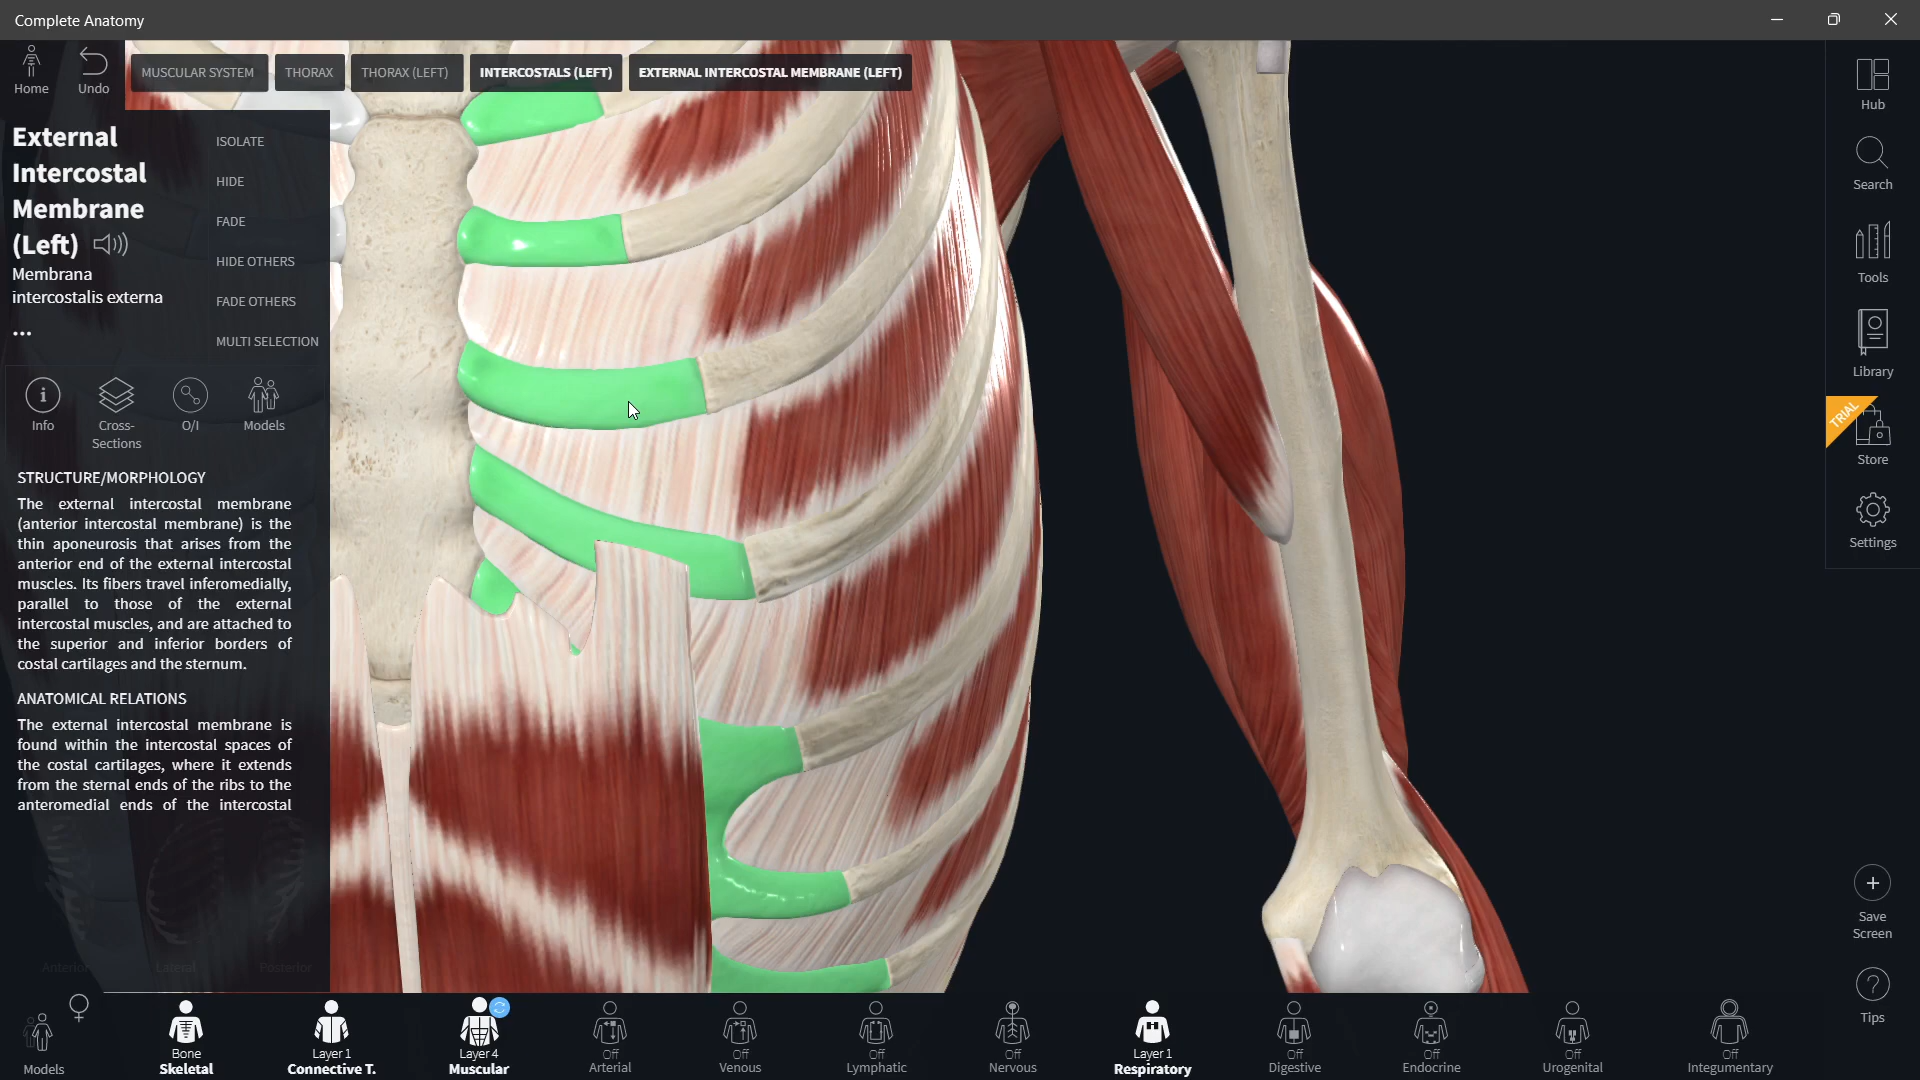 Complete Anatomy
Home
Undo
MUSCULAR SYSTEM
THORAX
THORAX (LEFT)
INTERCOSTALS (LEFT)
EXTERNAL INTERCOSTAL MEMBRANE (LEFT)
External
Intercostal
Membrane
(Left)
Membrana
intercostalis externa
...
ISOLATE
HIDE
FADE
HIDE OTHERS
FADE OTHERS
MULTI SELECTION
Info
Cross-
Sections
O/I
Models
STRUCTURE/MORPHOLOGY
The external intercostal membrane
(anterior intercostal membrane) is the
thin aponeurosis that arises from the
anterior end of the external intercostal
muscles. Its fibers travel inferomedially,
parallel to those of the external
intercostal muscles, and are attached to
the superior and inferior borders of
costal cartilages and the sternum.
ANATOMICAL RELATIONS
The external intercostal membrane is
found within the intercostal spaces of
the costal cartilages, where it extends
from the sternal ends of the ribs to the
anteromedial ends of the intercostal
Anterior
Lateral
Posterior
Hub
Search
Tools
Library
TRIAL
Store
Settings
Save
Screen
Tips
Models
Bone
Skeletal
Layer 1
Connective T.
Layer 4
Muscular
Off
Arterial
Off
Venous
Off
Lymphatic
Off
Nervous
Layer 1
Respiratory
Off
Digestive
Off
Endocrine
Off
Urogenital
Off
Integumentary